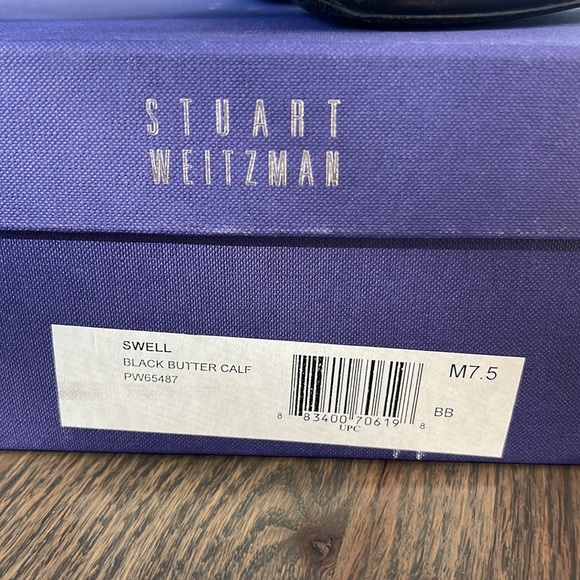 STUART
WEITZMAN
SWELL
BLACK BUTTER CALF
PW65487
M7.5
BB
8 83400 70619 8
UPC